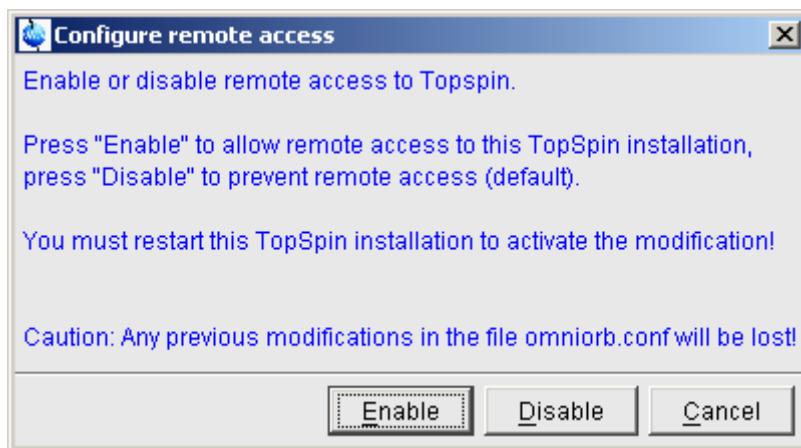 Configure remote access
Enable or disable remote access to Topspin.
Press "Enable" to allow remote access to this TopSpin installation,
press "Disable" to prevent remote access (default).
You must restart this TopSpin installation to activate the modification!
Caution: Any previous modifications in the file omniorb.conf will be lost!
Enable Disable Cancel